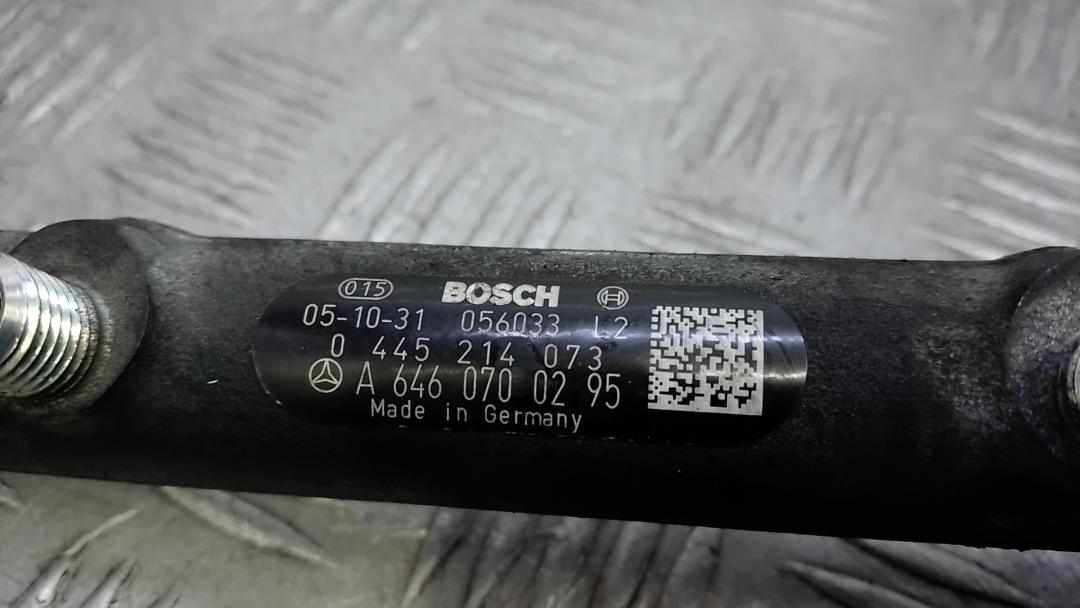 015 BOSCH
05-10-31 056033 L2
0 445 214 073
A 646 070 02 95
Made in Germany